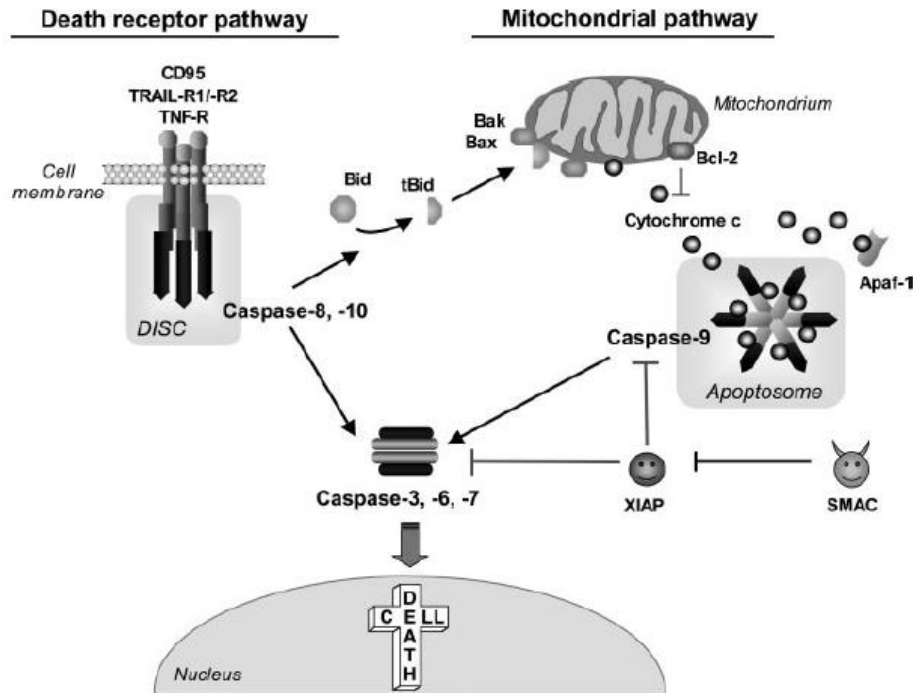 Death receptor pathway
Mitochondrial pathway
CD95
TRAIL-R1/-R2
TNF-R
Cell
membrane
DISC
Caspase-8, -10
Bid
tBid
Bak
Bax
Mitochondrium
Bcl-2
Cytochrome c
Apaf-1
Caspase-9
Apoptosome
Caspase-3, -6, -7
XIAP
SMAC
CELL
DEATH
Nucleus